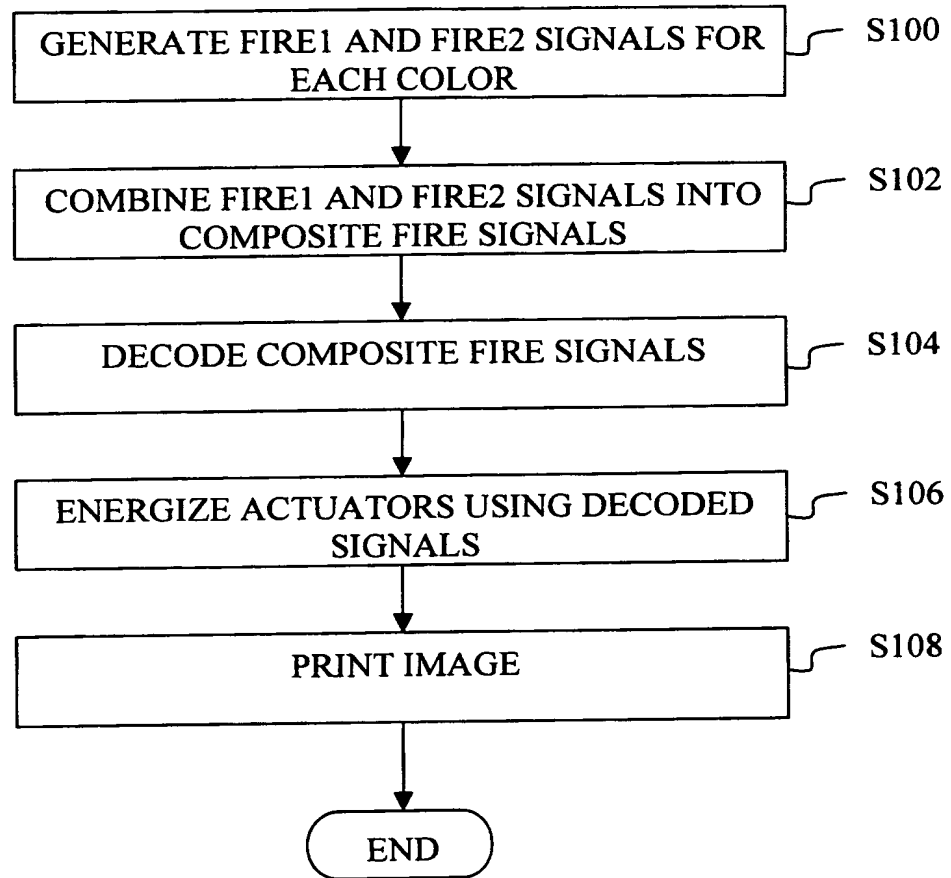 GENERATE FIRE1 AND FIRE2 SIGNALS FOR
EACH COLOR
S100
COMBINE FIRE1 AND FIRE2 SIGNALS INTO
COMPOSITE FIRE SIGNALS
S102
DECODE COMPOSITE FIRE SIGNALS
S104
ENERGIZE ACTUATORS USING DECODED
SIGNALS
S106
PRINT IMAGE
S108
END